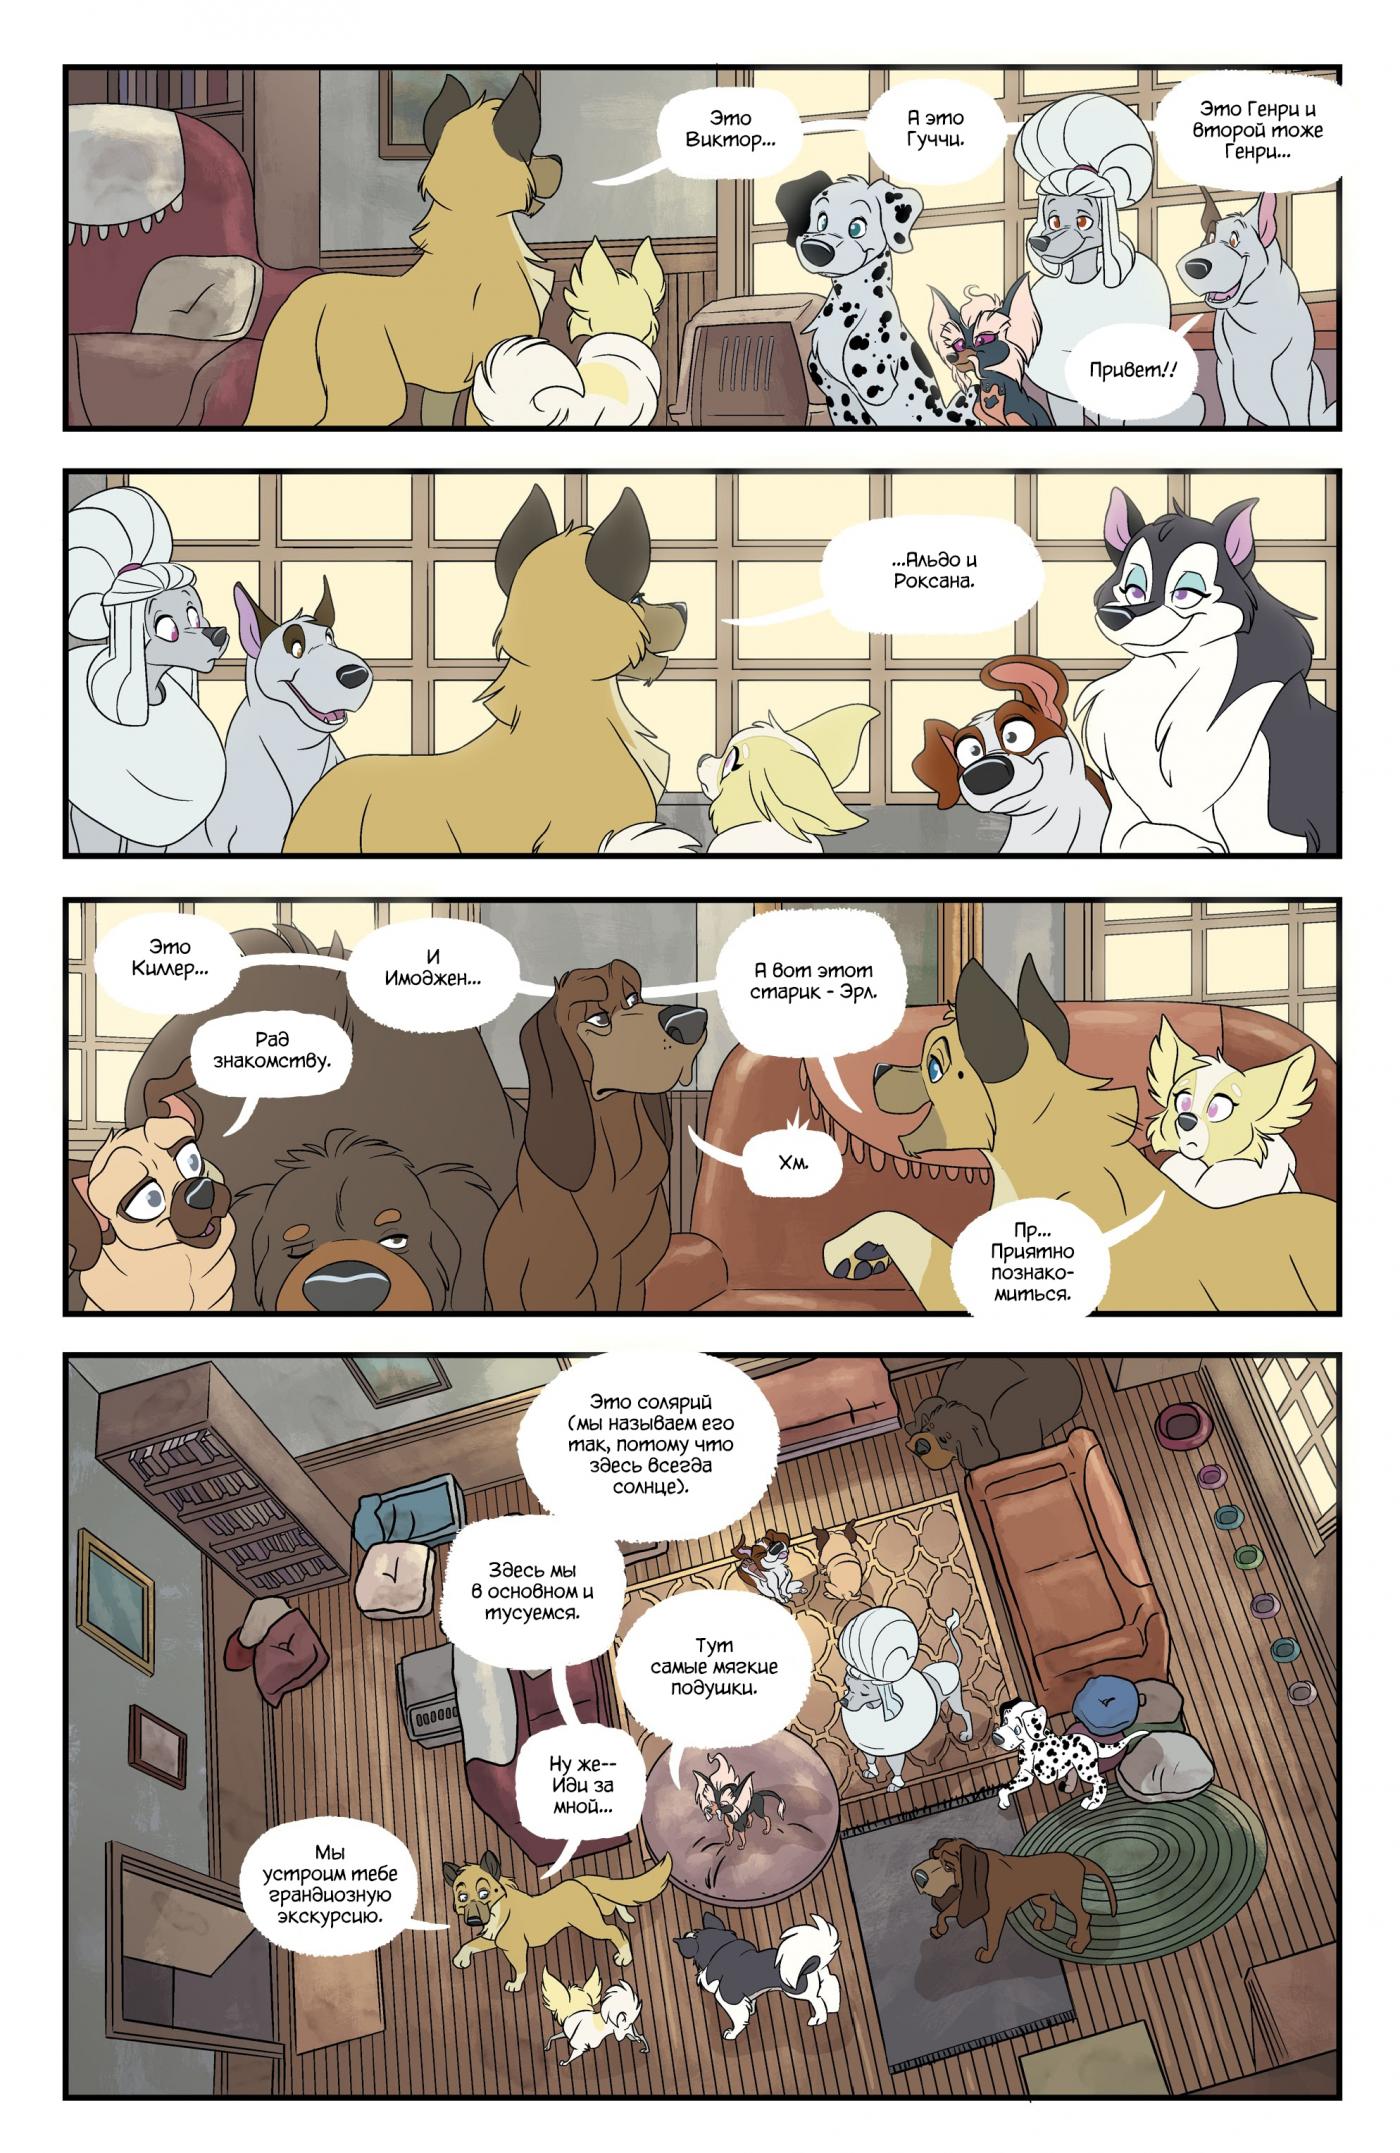 Это
Виктор...
А это
Гуччи.
Это Генри и
второй тоже
Генри...
Привет!!
...Альдо и
Роксана.
Это
Киллер...
И
Имоджен...
А вот этот
старик - Эрл.
Рад
знакомству.
Хм.
Пр...
Приятно
познако-
миться.
Это солярий
(мы называем его
так, потому что
здесь всегда
солнце).
Здесь мы
в основном и
тусуемся.
Тут
самые мягкие
подушки.
Ну же--
Иди за
мной...
Мы
устроим тебе
грандиозную
экскурсию.